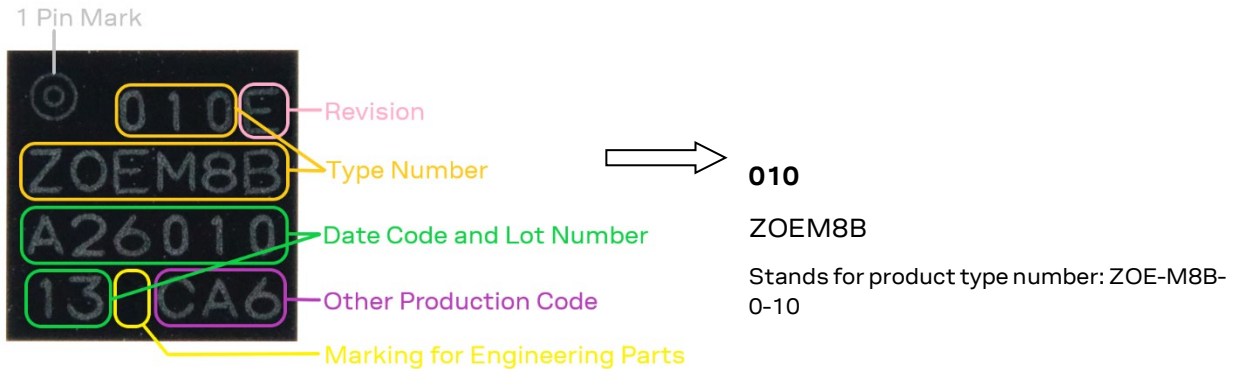 1 Pin Mark
010E
Revision
ZOEM8B
Type Number
A26010
Date Code and Lot Number
13 CA6
Other Production Code
Marking for Engineering Parts
010
ZOEM8B
Stands for product type number: ZOE-M8B-
0-10